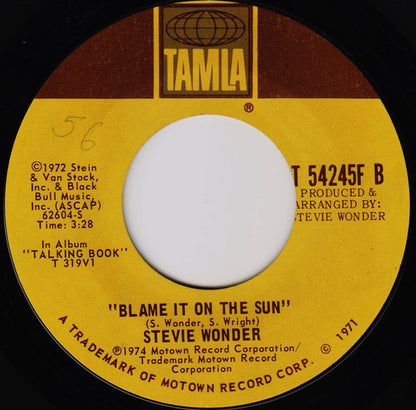 TAMLA
®
56
©1972 Stein
& Van Stock,
Inc. & Black
Bull Music,
Inc. (ASCAP)
62604-S
Time: 3:28
In Album
"TALKING BOOK"
T 319V1
T 54245F B
PRODUCED &
ARRANGED BY:
STEVIE WONDER
"BLAME IT ON THE SUN"
(S. Wonder, S. Wright)
STEVIE WONDER
℗1974 Motown Record Corporation/
Trademark Motown Record
Corporation
A TRADEMARK OF MOTOWN RECORD CORP. © 1971